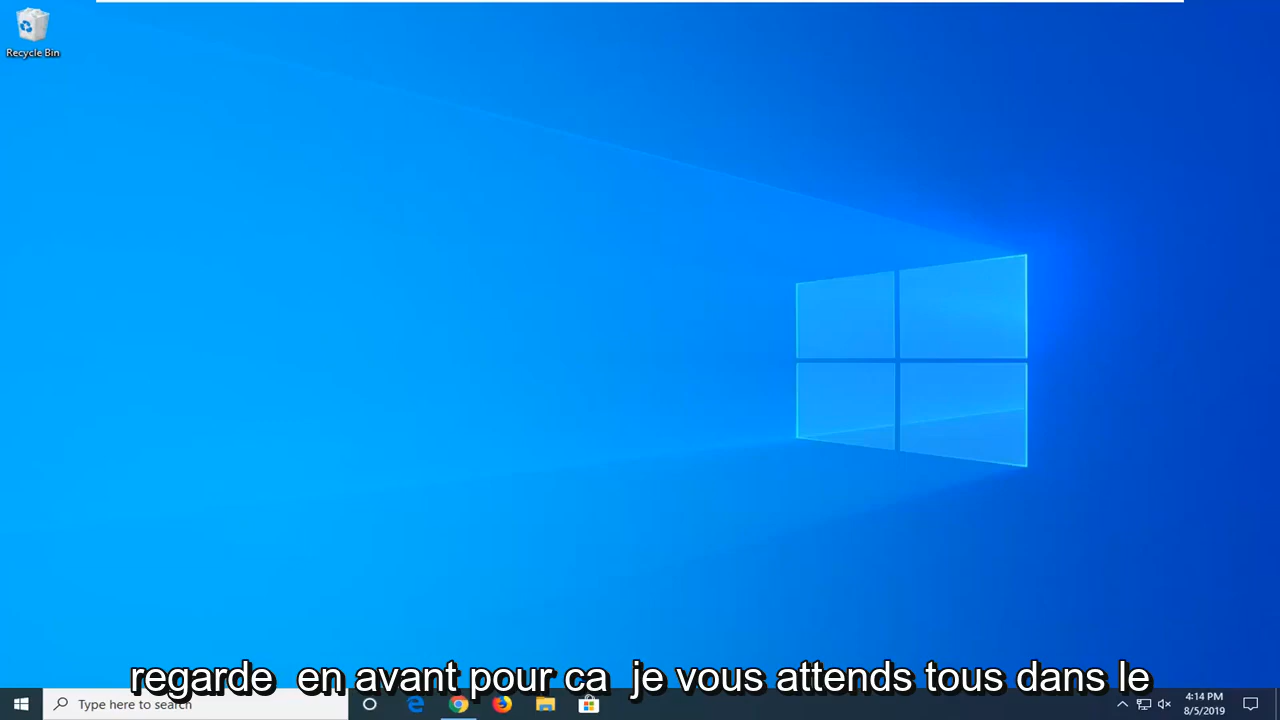 Recycle Bin
regarde en avant pour ca je vous attends tous dans le
Type here to search
4:14 PM
8/5/2019